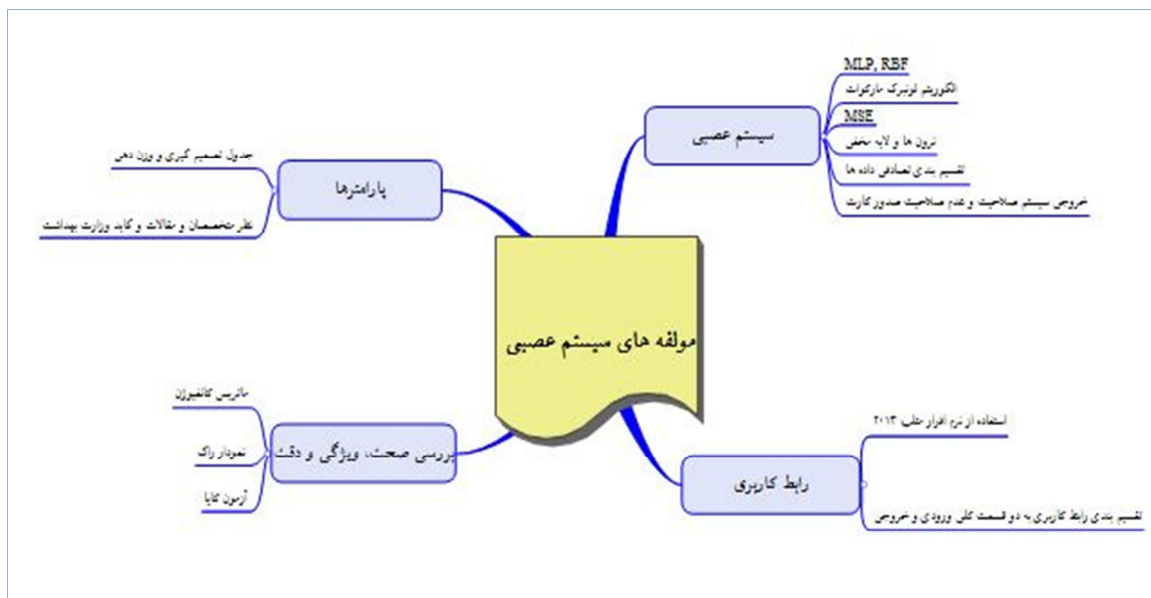 مولفه های سیستم عصبی
سیستم عصبی
MLP, RBF
الگوریتم لونبرگ مارکوات
MSE
نرون ها و لایه مخفی
تقسیم بندی تصادفی داده ها
خروجی سیستم صلاحیت و عدم صلاحیت صدور کارت
پارامترها
جدول تصمیم گیری و وزن دهی
نظر متخصصان و مقالات و گاید وزارت بهداشت
بررسی صحت، ویژگی و دقت
ماتریس کانفیوژن
نمودار راک
آزمون کاپا
رابط کاربری
استفاده از نرم افزار متلب ۲۰۱۳
تقسیم بندی رابط کاربری به دو قسمت کلی ورودی و خروجی